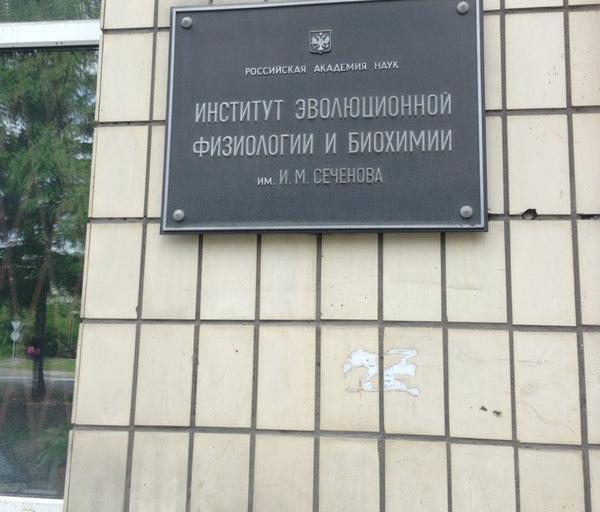 РОССИЙСКАЯ АКАДЕМИЯ НАУК
ИНСТИТУТ ЭВОЛЮЦИОННОЙ
ФИЗИОЛОГИИ И БИОХИМИИ
им. И. М. СЕЧЕНОВА